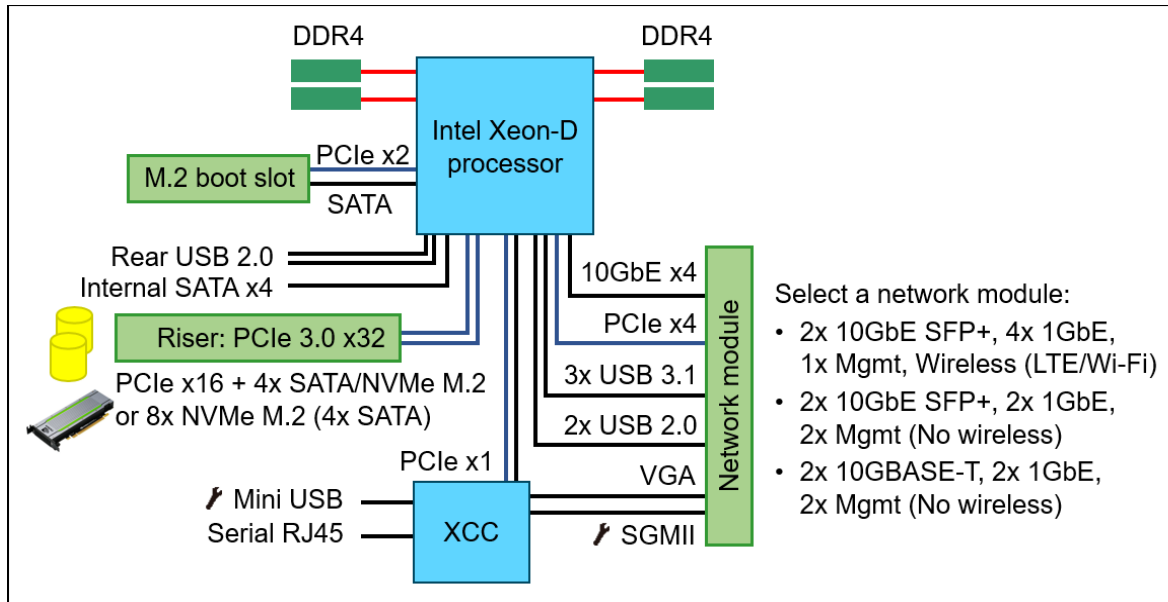 DDR4
DDR4
Intel Xeon-D
processor
PCIe x2
M.2 boot slot
SATA
Rear USB 2.0
Internal SATA x4
Riser: PCIe 3.0 x32
PCIe x16 + 4x SATA/NVMe M.2
or 8x NVMe M.2 (4x SATA)
PCIe x1
Mini USB
Serial RJ45
XCC
10GbE x4
PCIe x4
3x USB 3.1
2x USB 2.0
VGA
SGMII
Network module
Select a network module:
• 2x 10GbE SFP+, 4x 1GbE,
1x Mgmt, Wireless (LTE/Wi-Fi)
• 2x 10GbE SFP+, 2x 1GbE,
2x Mgmt (No wireless)
• 2x 10GBASE-T, 2x 1GbE,
2x Mgmt (No wireless)